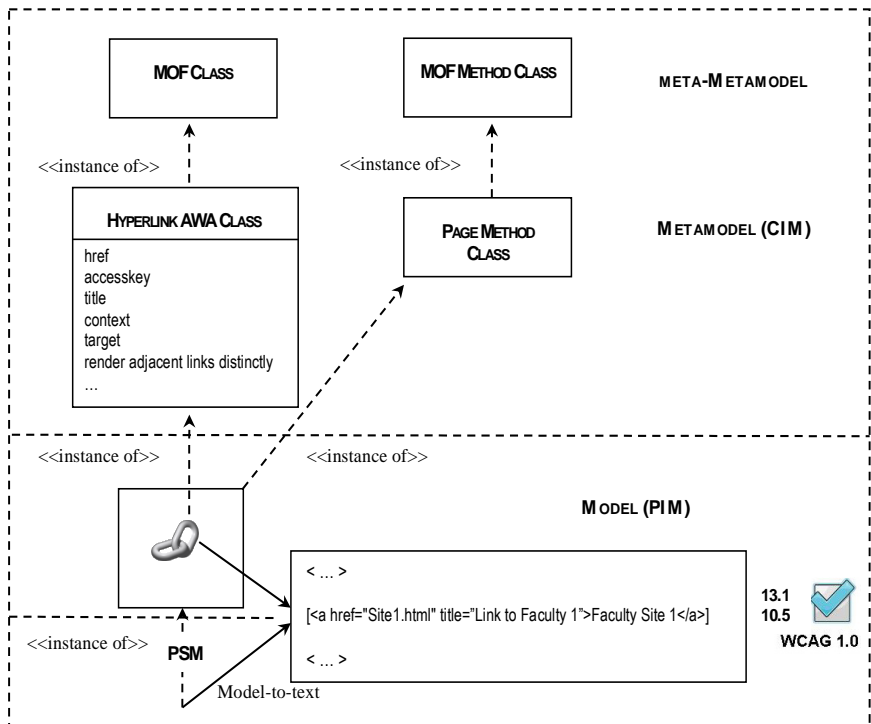 MOF CLASS
MOF METHOD CLASS
META-METAMODEL
<<instance of>>
<<instance of>>
HYPERLINK AWA CLASS
href
accesskey
title
context
target
render adjacent links distinctly
...
PAGE METHOD
CLASS
METAMODEL (CIM)
<<instance of>>
<<instance of>>
MODEL (PIM)
< ... >
[<a href="Site1.html" title=”Link to Faculty 1”>Faculty Site 1</a>]
< ... >
13.1
10.5
WCAG 1.0
<<instance of>>
PSM
Model-to-text